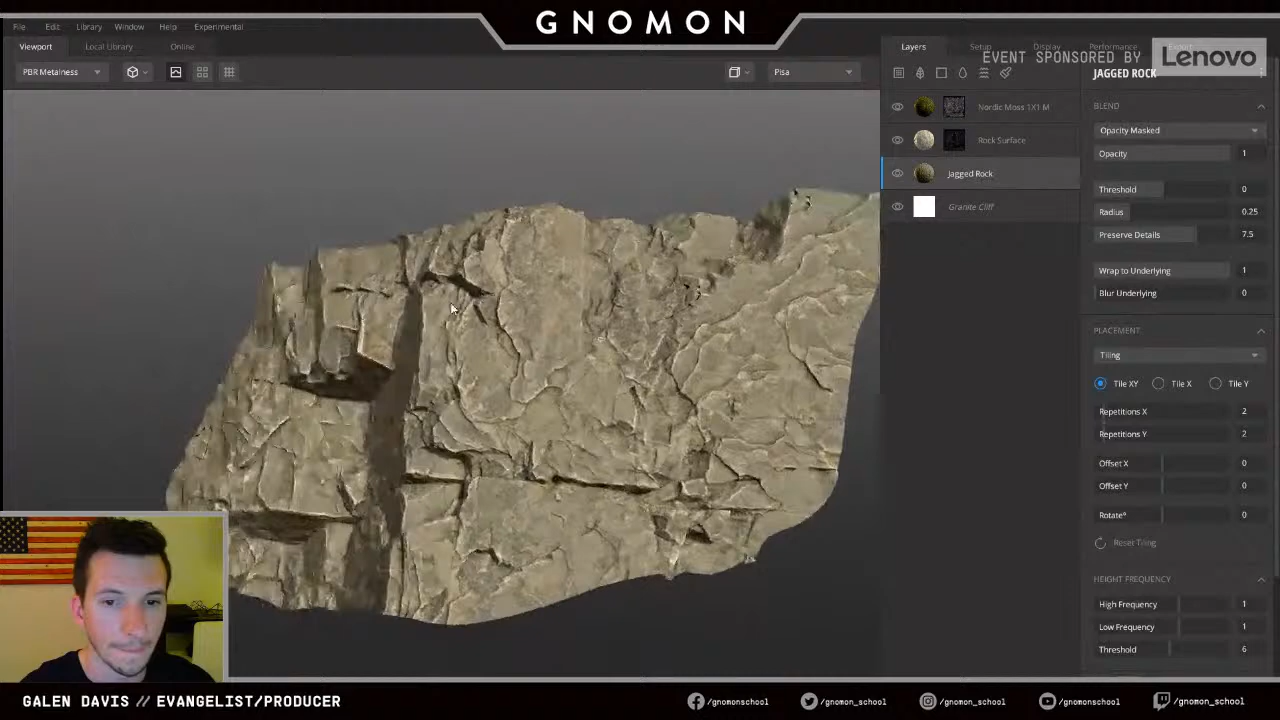 GNOMON
File Edit Library Window Help Experimental
Viewport Local Library Online
Layers Setup Display Performance Export
EVENT SPONSORED BY Lenovo
PBR Metalness
Pisa
JAGGED ROCK
BLEND
Nordic Moss 1X1 M
Rock Surface
Jagged Rock
Granite Cliff
Opacity Masked
Opacity 1
Threshold 0
Radius 0.25
Preserve Details 7.5
Wrap to Underlying 1
Blur Underlying 0
PLACEMENT
Tiling
Tile XY Tile X Tile Y
Repetitions X 2
Repetitions Y 2
Offset X 0
Offset Y 0
Rotate° 0
Reset Tiling
HEIGHT FREQUENCY
High Frequency 1
Low Frequency 1
Threshold 6
GALEN DAVIS // EVANGELIST/PRODUCER
/gnomonschool /gnomon_school /gnomon_school /gnomon_school /gnomon_school